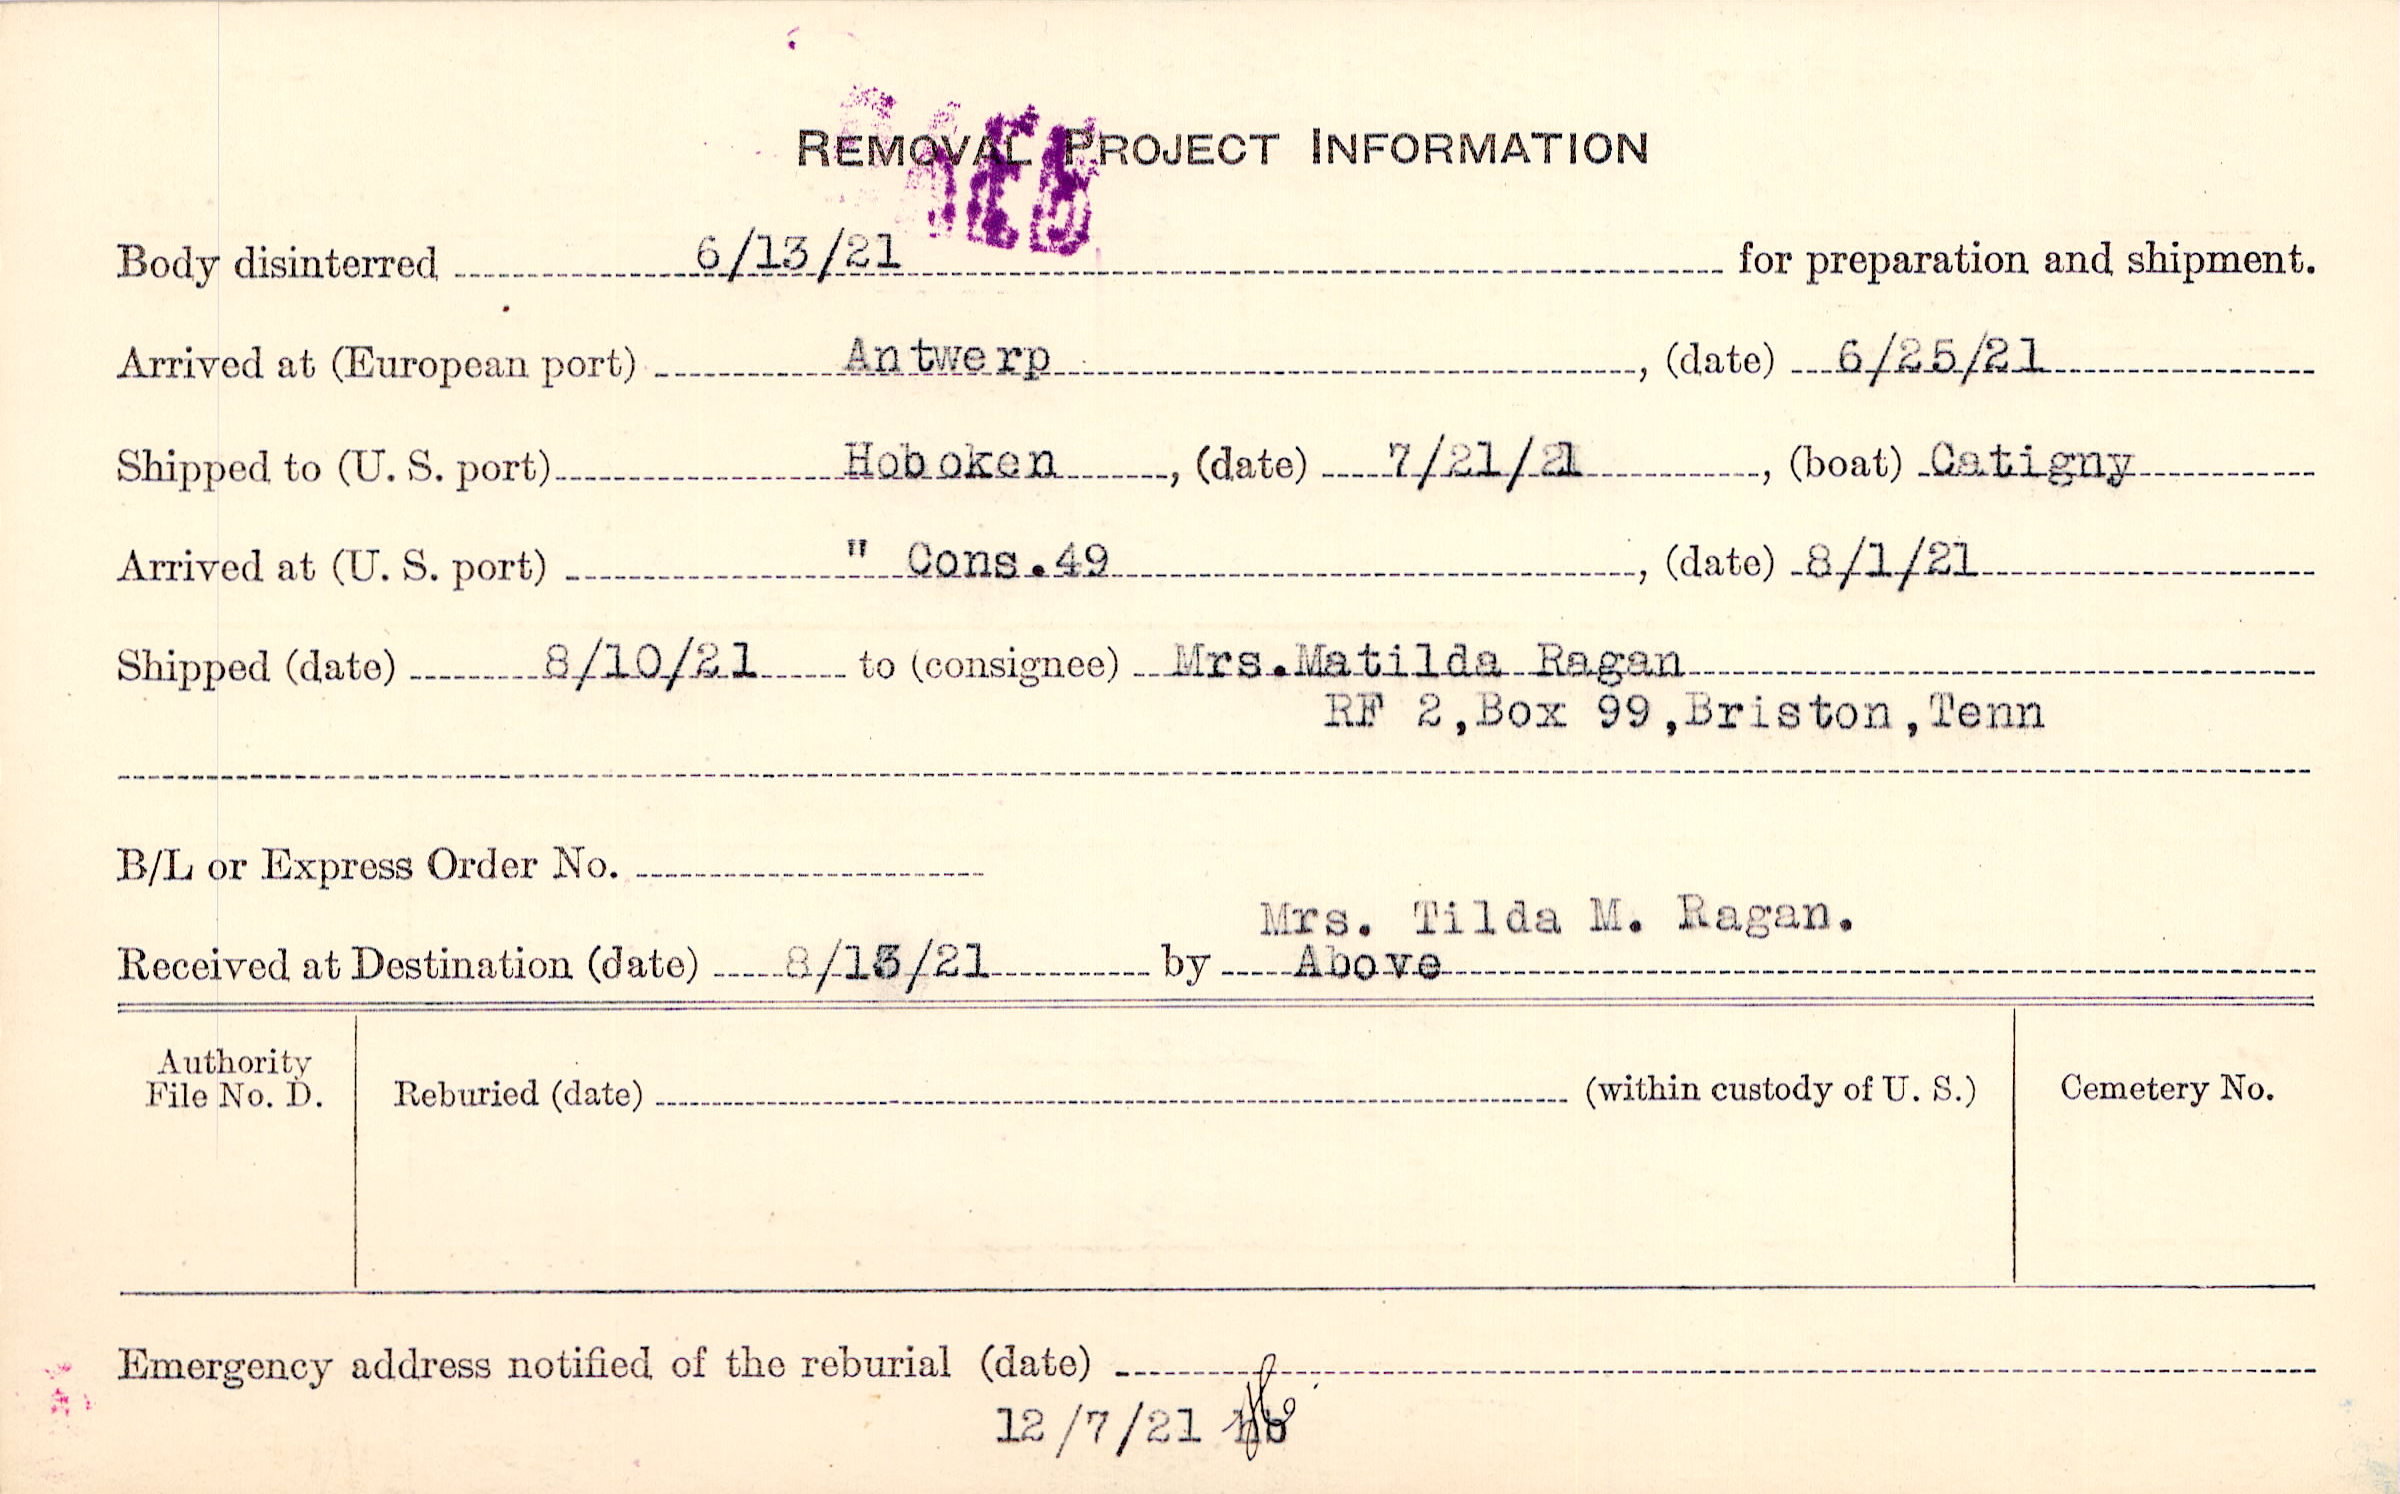 REMOVAL PROJECT INFORMATION
Body disinterred 6/13/21 for preparation and shipment.
Arrived at (European port) Antwerp, (date) 6/25/21
Shipped to (U. S. port) Hoboken, (date) 7/21/21, (boat) Catigny
Arrived at (U. S. port) " Cons.49, (date) 8/1/21
Shipped (date) 8/10/21 to (consignee) Mrs.Matilda Ragan
RF 2,Box 99,Briston,Tenn
B/L or Express Order No.
Mrs. Tilda M. Ragan.
Received at Destination (date) 8/13/21 by Above
Authority
File No. D.
Reburied (date) (within custody of U. S.)
Cemetery No.
Emergency address notified of the reburial (date)
12/7/21